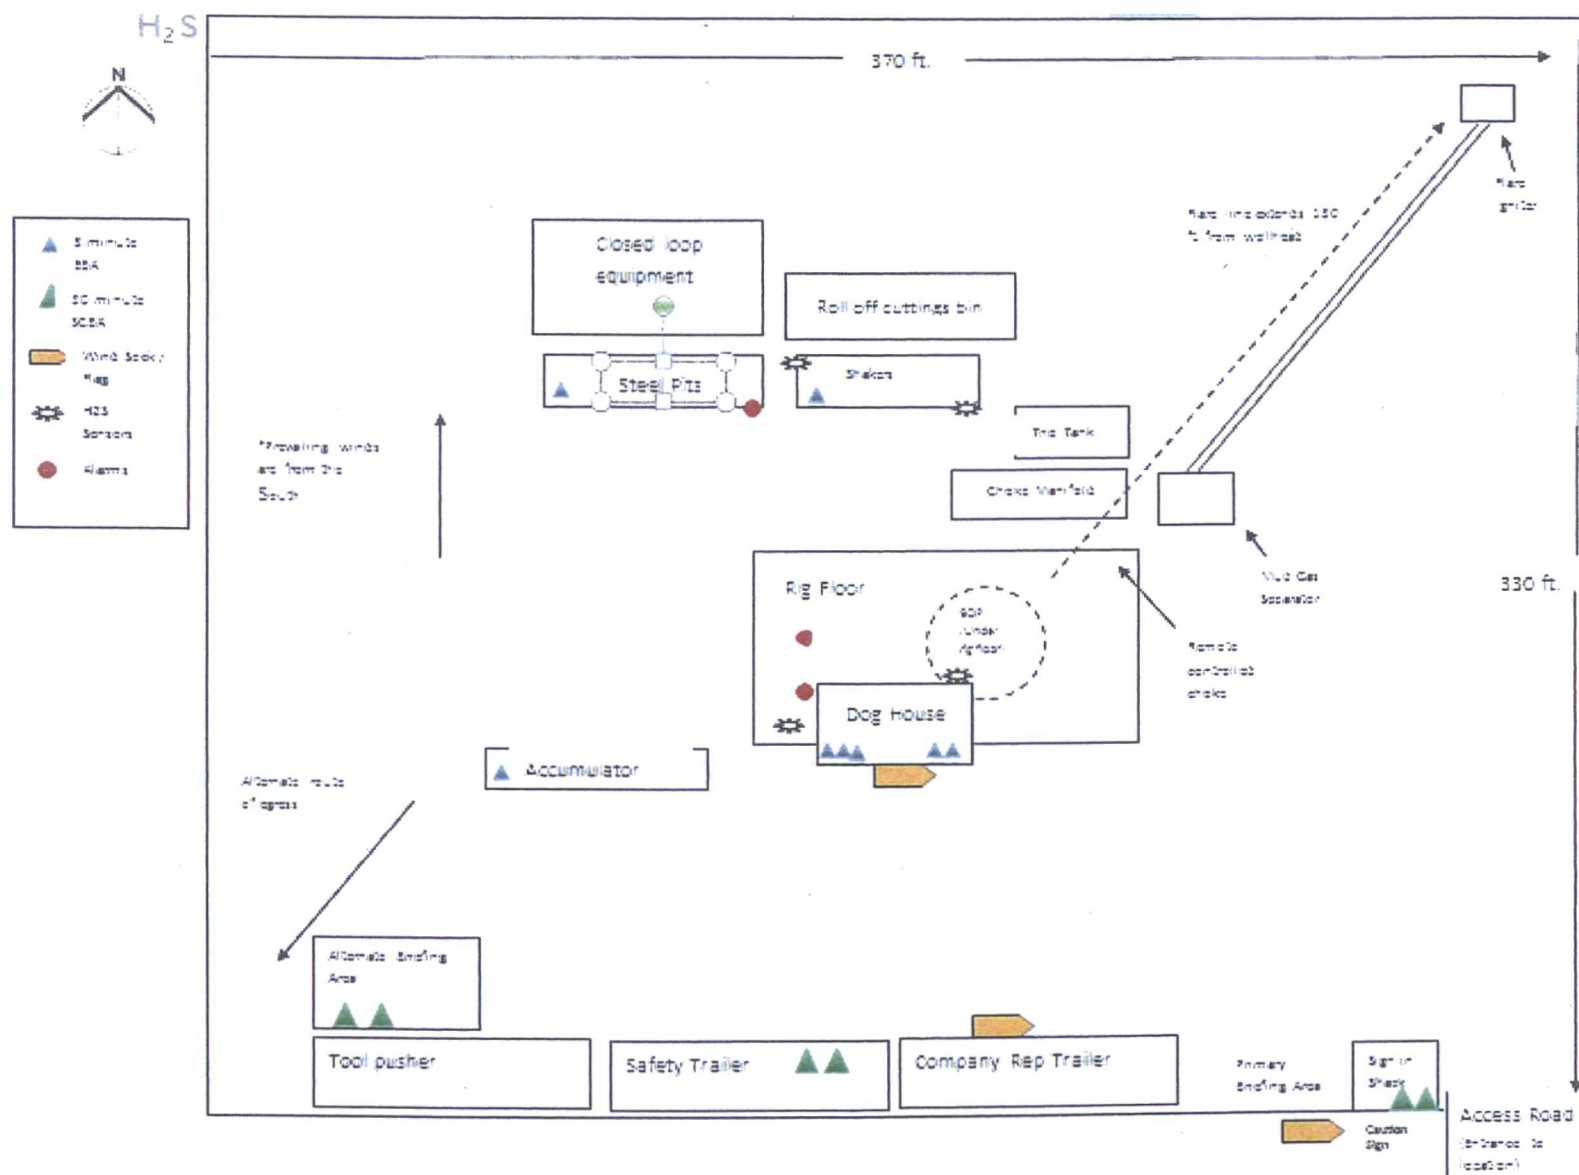 H₂S
370 ft.
N
Flare
Igniter
Flare line extends 150
ft from wellhead
5 minute
EBA
30 minute
SCBA
Wind Sock /
Flag
H2S
Sensors
Alarms
Closed loop
equipment
Roll off cuttings bin
Steel Pits
Shakers
Trip Tank
Choke Manifold
*Prevailing winds
are from the
South
Rig Floor
BOP
(Under
rigfloor)
Mud Gas
Separator
330 ft.
Remote
controlled
choke
Dog House
Accumulator
Alternate route
of egress
Alternate Briefing
Area
Tool pusher
Safety Trailer
Company Rep Trailer
Primary
Briefing Area
Sign in
Shack
Caution
Sign
Access Road
(Entrance to
location)